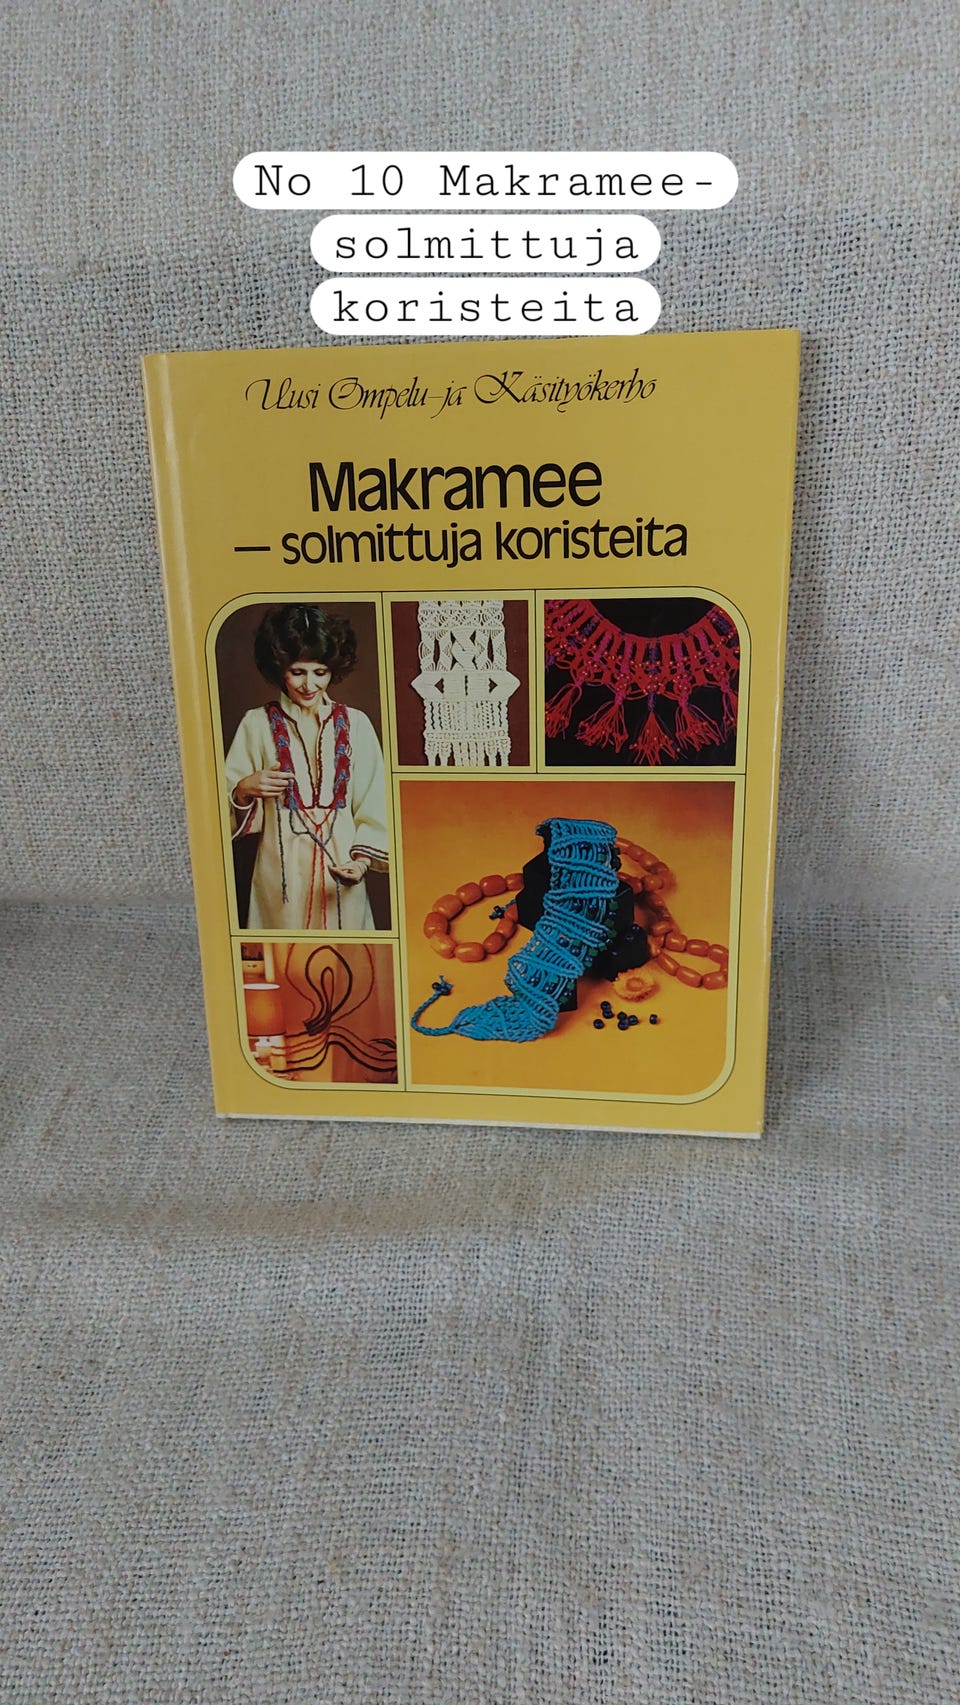 No 10 Makramee-
solmittuja
koristeita
Uusi Ompelu-ja Käsityökerho
Makramee
— solmittuja koristeita